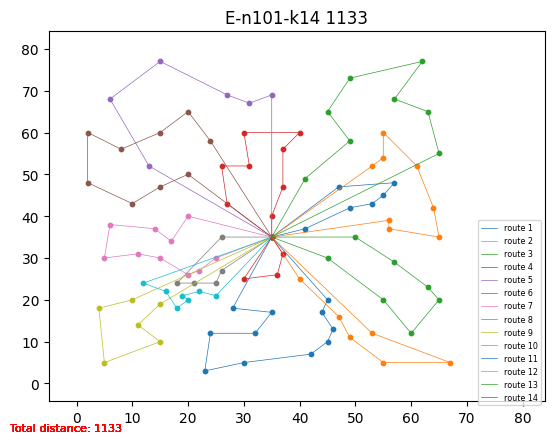 E-n101-k14 1133
80
70
60
50
40
30
20
10
0
route 1
route 2
route 3
route 4
route 5
route 6
route 7
route 8
route 9
route 10
route 11
route 12
route 13
route 14
0 10 20 30 40 50 60 70 80
Total distance: 1133